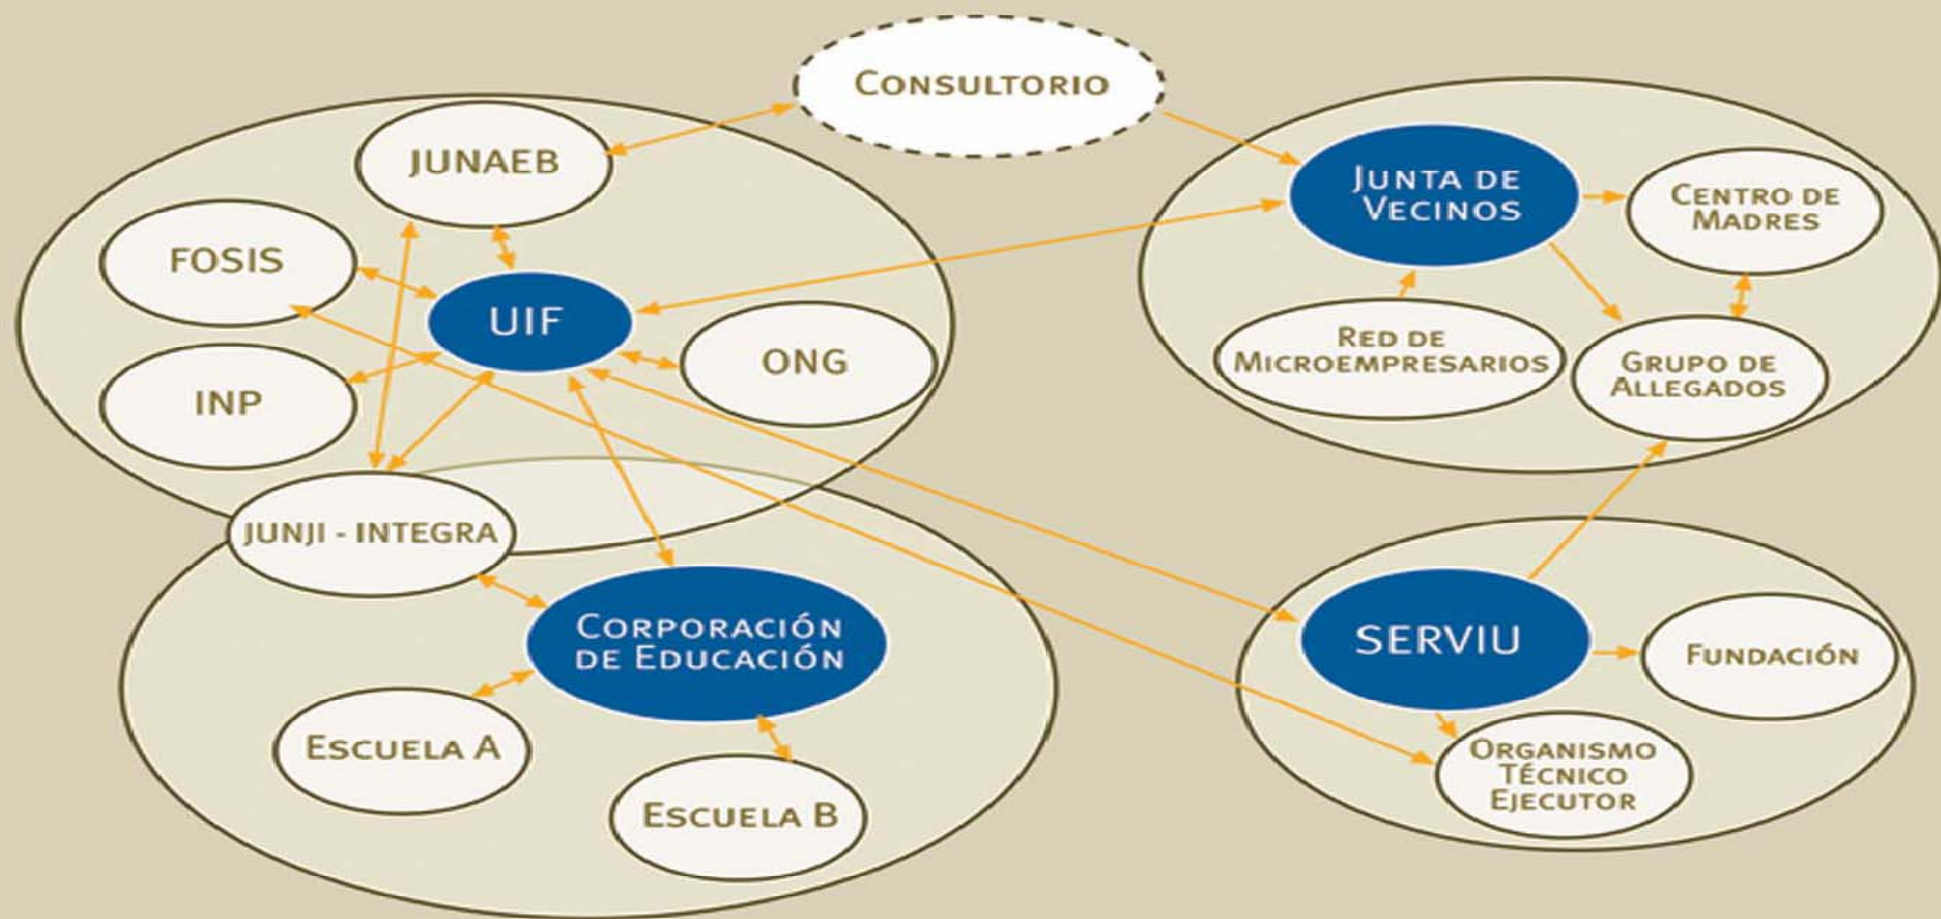 CONSULTORIO
JUNAEB
FOSIS
UIF
INP
ONG
JUNTA DE
VECINOS
CENTRO DE
MADRES
RED DE
MICROEMPRESARIOS
GRUPO DE
ALLEGADOS
JUNJI - INTEGRA
CORPORACIÓN
DE EDUCACIÓN
ESCUELA A
ESCUELA B
SERVIU
FUNDACIÓN
ORGANISMO
TÉCNICO
EJECUTOR